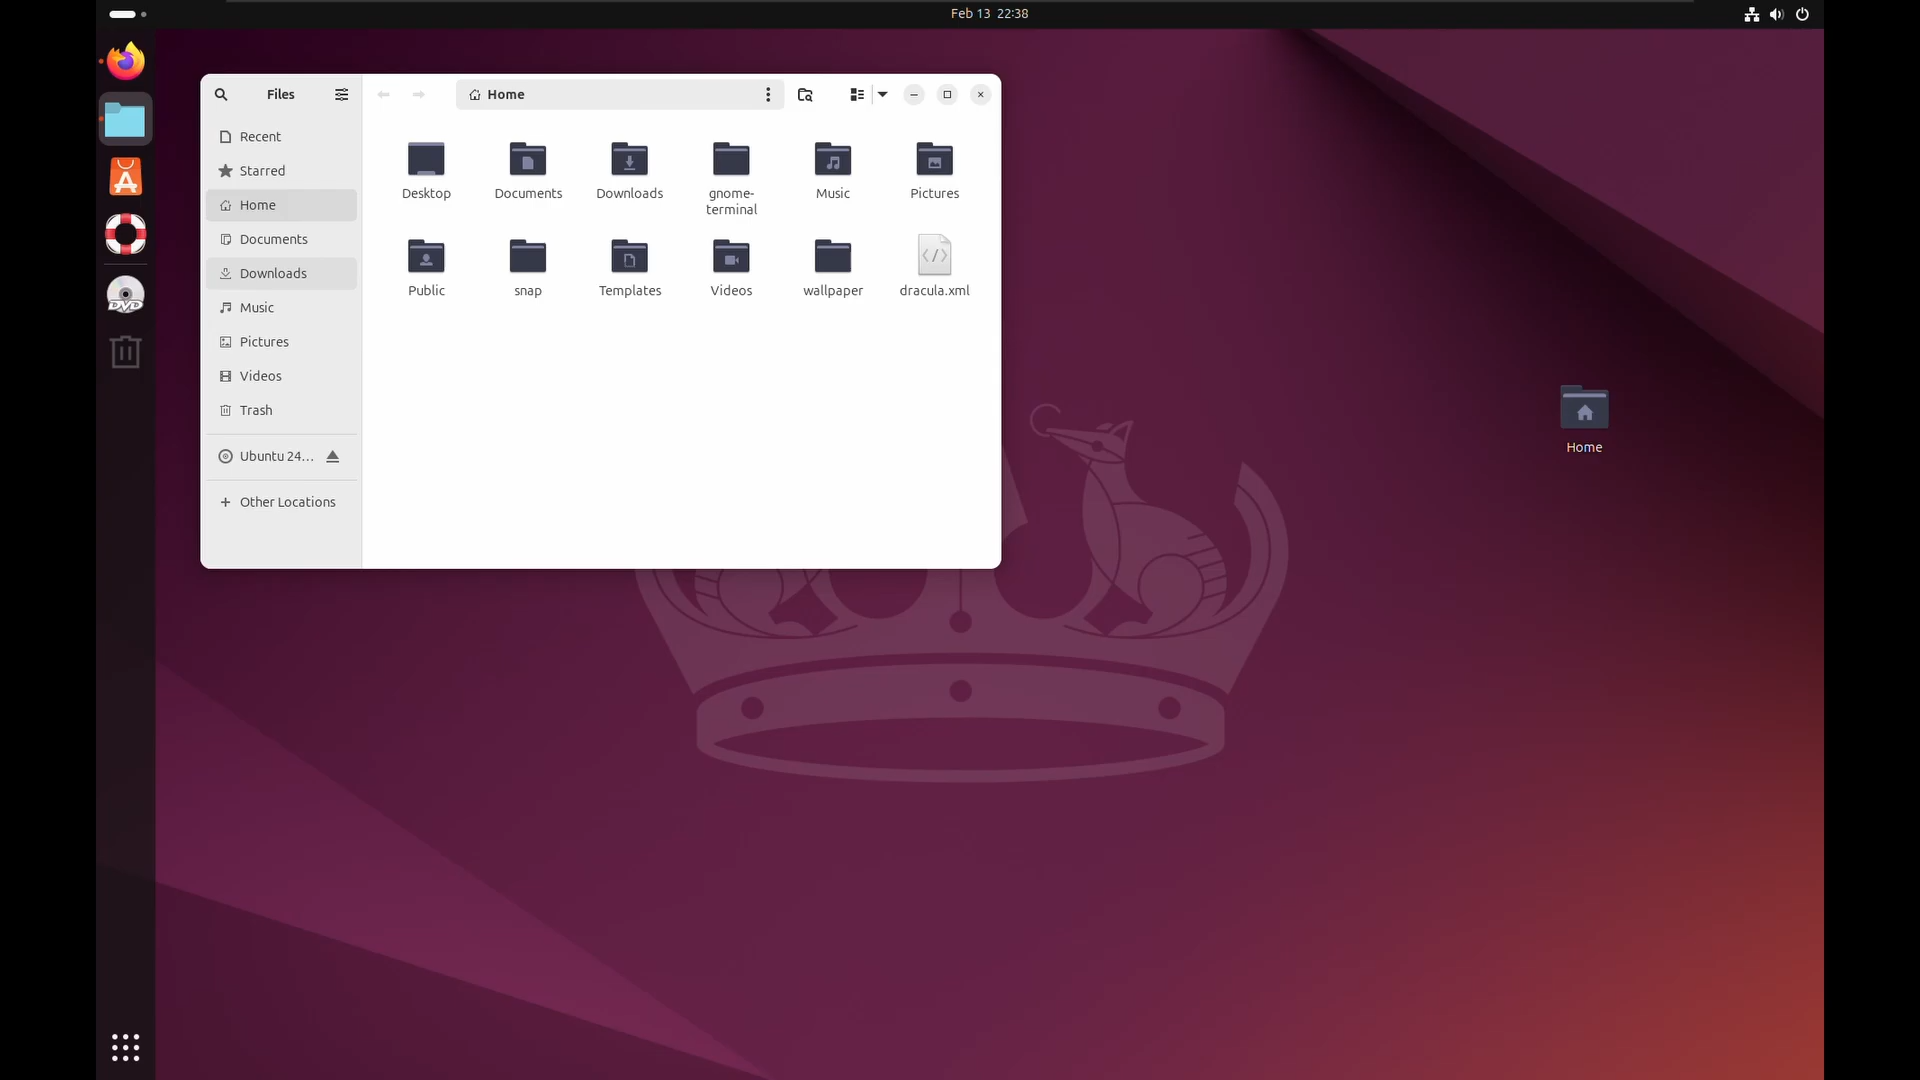 Feb 13 22:38
Files
Home
Recent
Starred
Home
Documents
Downloads
Music
Pictures
Videos
Trash
Ubuntu 24...
Other Locations
Desktop
Documents
Downloads
gnome-
terminal
Music
Pictures
Public
snap
Templates
Videos
wallpaper
dracula.xml
Home
DVD